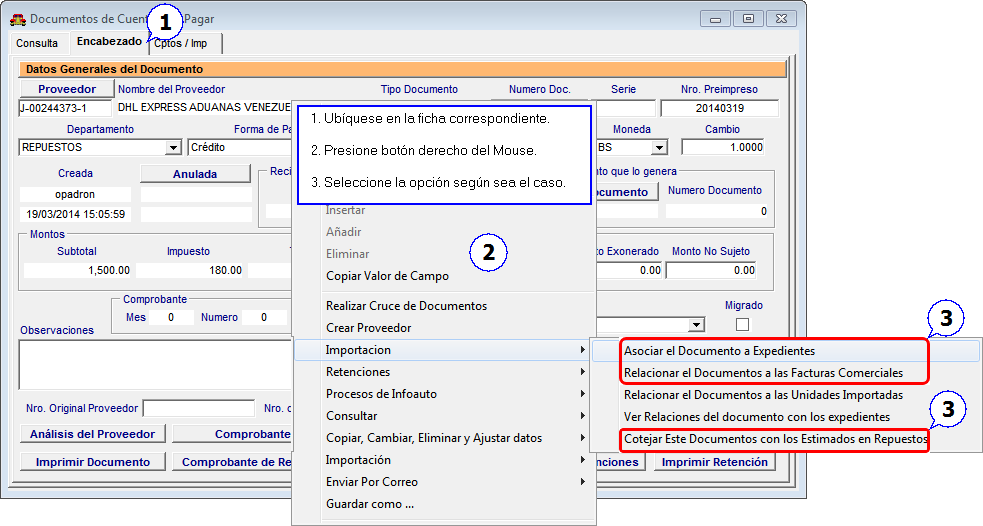 Documentos de Cuent Pagar
1
Consulta Encabezado Cptos / Imp
Datos Generales del Documento
Proveedor Nombre del Proveedor Tipo Documento Numero Doc. Serie Nro. Preimpreso
J-00244373-1 DHL EXPRESS ADUANAS VENEZUE 20140319
1. Ubíquese en la ficha correspondiente.
2. Presione botón derecho del Mouse.
3. Seleccione la opción según sea el caso.
Departamento Forma de Pa Moneda Cambio
REPUESTOS Crédito BS 1.0000
Creada Anulada Reci nto que lo genera
opadron ocumento Numero Documento
19/03/2014 15:05:59 0
Insertar
Añadir
Eliminar
Copiar Valor de Campo
2
Montos
Subtotal Impuesto to Exonerado Monto No Sujeto
1,500.00 180.00 0.00 0.00
Comprobante Migrado
Mes 0 Numero 0
Observaciones
Realizar Cruce de Documentos
Crear Proveedor
Importacion
Retenciones
Procesos de Infoauto
Consultar
Copiar, Cambiar, Eliminar y Ajustar datos
Importación
Enviar Por Correo
Guardar como ...
3
Asociar el Documento a Expedientes
Relacionar el Documentos a las Facturas Comerciales
Relacionar el Documentos a las Unidades Importadas
Ver Relaciones del documento con los expedientes
3
Cotejar Este Documentos con los Estimados en Repuestos
Nro. Original Proveedor Nro. c
Análisis del Proveedor Comprobante
Imprimir Documento Comprobante de Re nciones Imprimir Retención